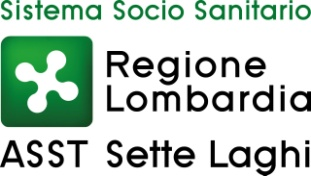 Sistema Socio Sanitario
Regione
Lombardia
ASST Sette Laghi